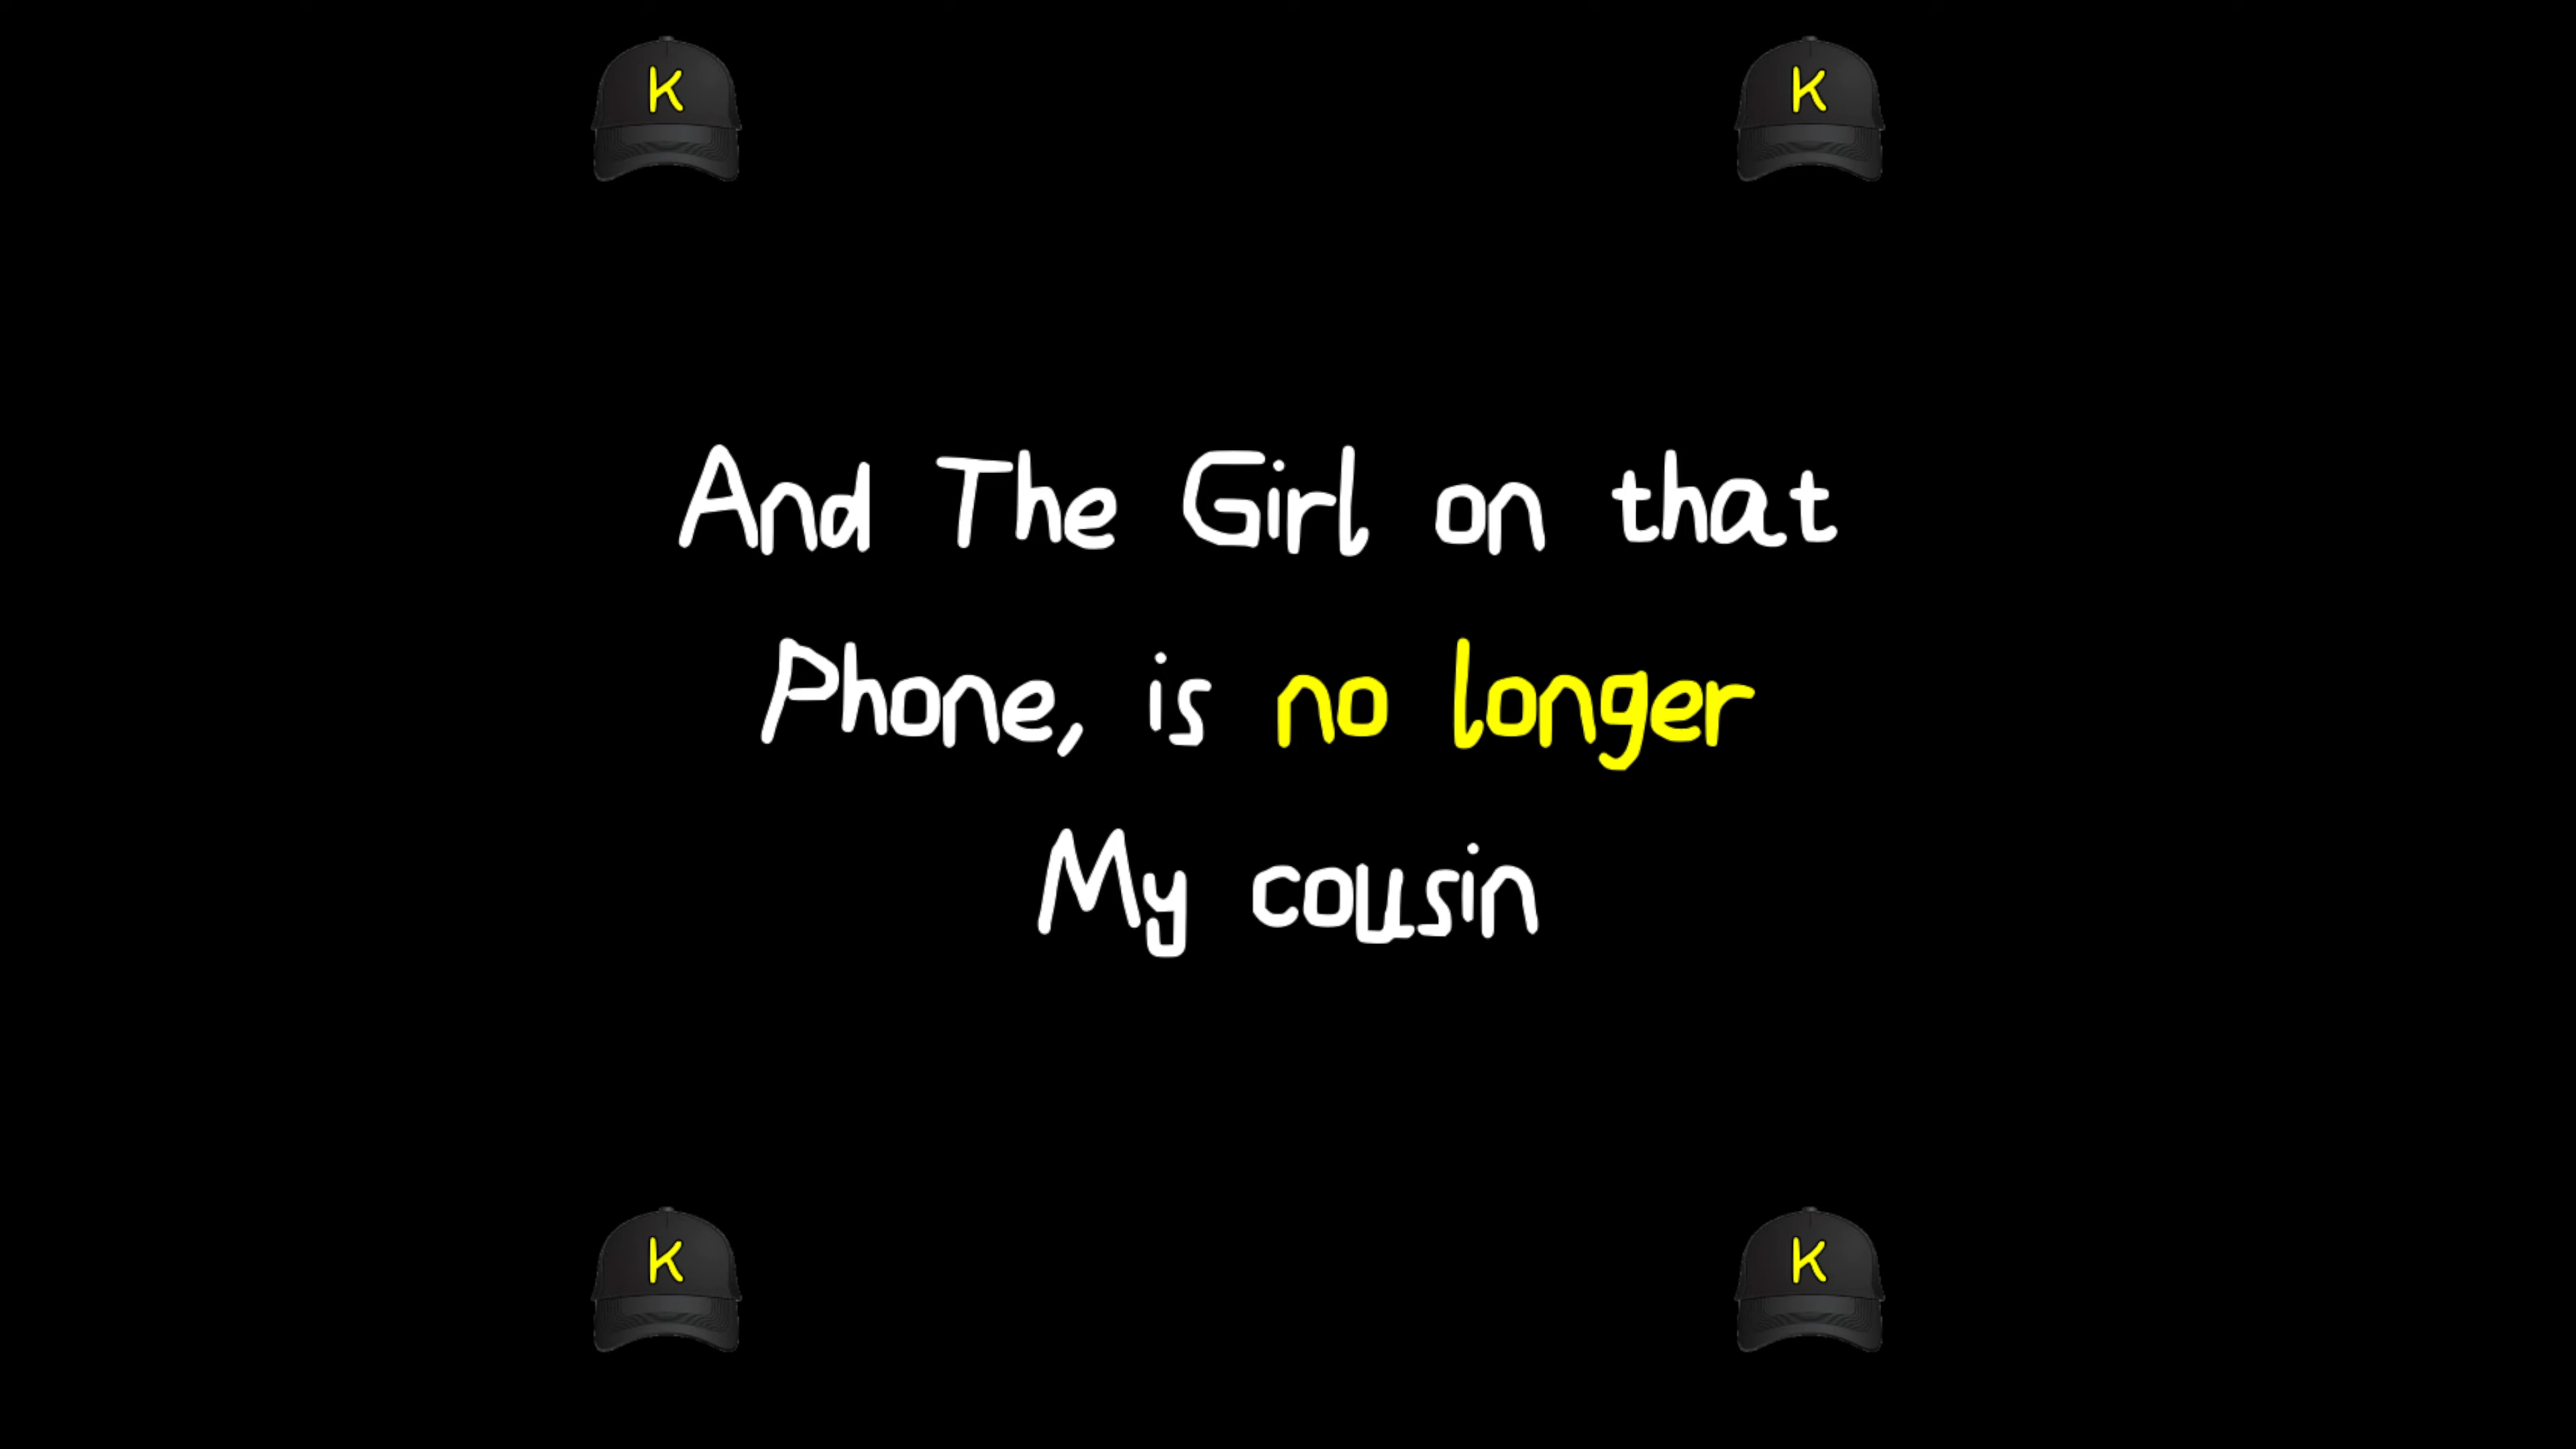 K K
And The Girl on that
Phone, is no longer
My cousin
K K